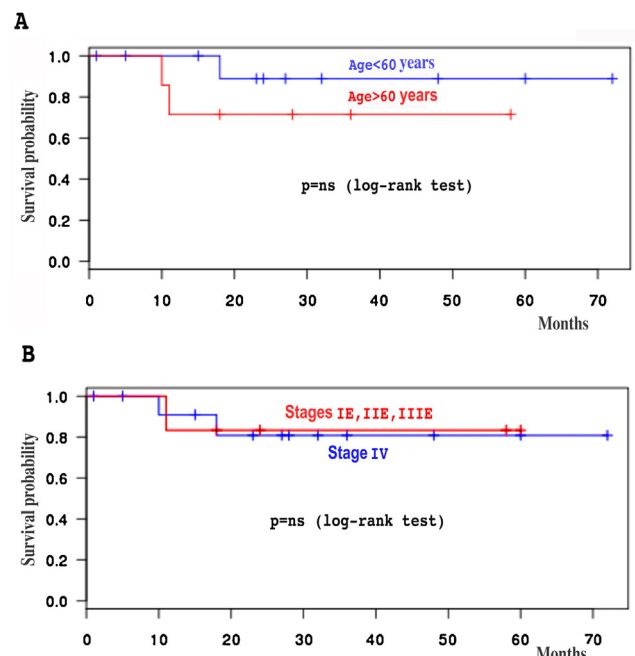 A
Survival probability
1.0
0.8
0.6
0.4
0.2
0.0
Age<60 years
Age>60 years
p=ns (log-rank test)
0 10 20 30 40 50 60 70
Months
B
Survival probability
1.0
0.8
0.6
0.4
0.2
0.0
Stages IE,IIE,IIIE
Stage IV
p=ns (log-rank test)
0 10 20 30 40 50 60 70
Months